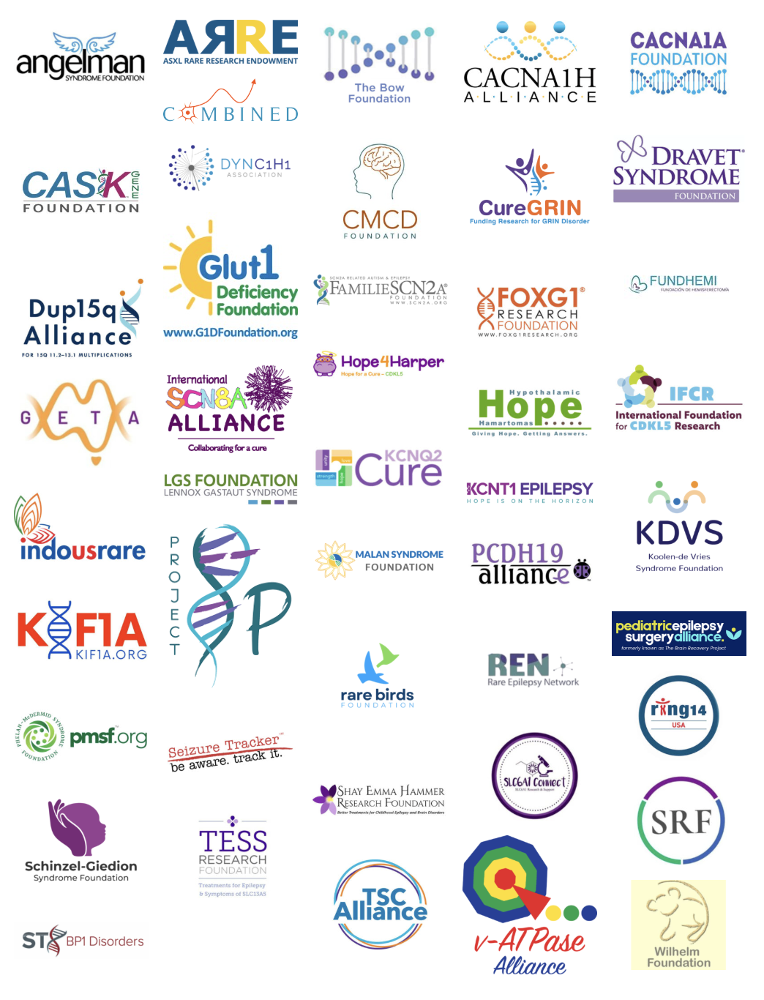 angelman
SYNDROME FOUNDATION
ARRE
ASXL RARE RESEARCH ENDOWMENT
COMBINED
The Bow
Foundation
CACNA1H
A·L·L·I·A·N·C·E
CACNA1A
FOUNDATION
CASK GENE
FOUNDATION
DYNC1H1
ASSOCIATION
CMCD
FOUNDATION
CureGRIN
Funding Research for GRIN Disorder
DRAVET®
SYNDROME
FOUNDATION
Dup15q
Alliance
FOR 15Q 11.2–13.1 MULTIPLICATIONS
Glut1
Deficiency
Foundation
www.G1DFoundation.org
SCN2A RELATED AUTISM & EPILEPSY
FAMILIESCN2A®
FOUNDATION
WWW.SCN2A.ORG
FOXG1®
RESEARCH
FOUNDATION
WWW.FOXG1RESEARCH.ORG
FUNDHEMI
FUNDACIÓN DE HEMISFERECTOMÍA
GETA
International
SCN8A
ALLIANCE
Collaborating for a cure
Hope4Harper
Hope for a Cure – CDKL5
Hypothalamic
Hope
Hamartomas
Giving Hope. Getting Answers.
IFCR
International Foundation
for CDKL5 Research
LGS FOUNDATION
LENNOX GASTAUT SYNDROME
unity
strength
hope
KCNQ2
Cure
KCNT1 EPILEPSY
HOPE IS ON THE HORIZON
KDVS
Koolen-de Vries
Syndrome Foundation
indousrare
PROJECT
8P
MALAN SYNDROME
FOUNDATION
PCDH19
alliance
KIF1A
KIF1A.ORG
rare birds
FOUNDATION
REN
Rare Epilepsy Network
pediatricepilepsy
surgeryalliance.
formerly known as The Brain Recovery Project
ring14
USA
PHELAN-MCDERMID SYNDROME
FOUNDATION
pmsf.org
Seizure Tracker™
be aware. track it.
SHAY EMMA HAMMER
RESEARCH FOUNDATION
Better Treatments for Childhood Epilepsy and Brain Disorders
SLC6A1 Connect
SLC6A1 Research & Support
SRF
Schinzel-Giedion
Syndrome Foundation
TESS
RESEARCH
FOUNDATION
Treatments for Epilepsy
& Symptoms of SLC13A5
TSC
Alliance
v-ATPase
Alliance
Wilhelm
Foundation
STXBP1 Disorders